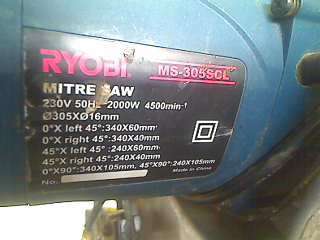 RYOBI. MS-305SCL
MITRE SAW
230V 50Hz 2000W 4500min⁻¹
Ø305XØ16mm
0°X left 45°:340X60mm
0°X right 45°:340X40mm
45°X left 45°:240X60mm
45°X right 45°:240X40mm
0°X90°:340X105mm, 45°X90°:240X105mm
No. Made in China